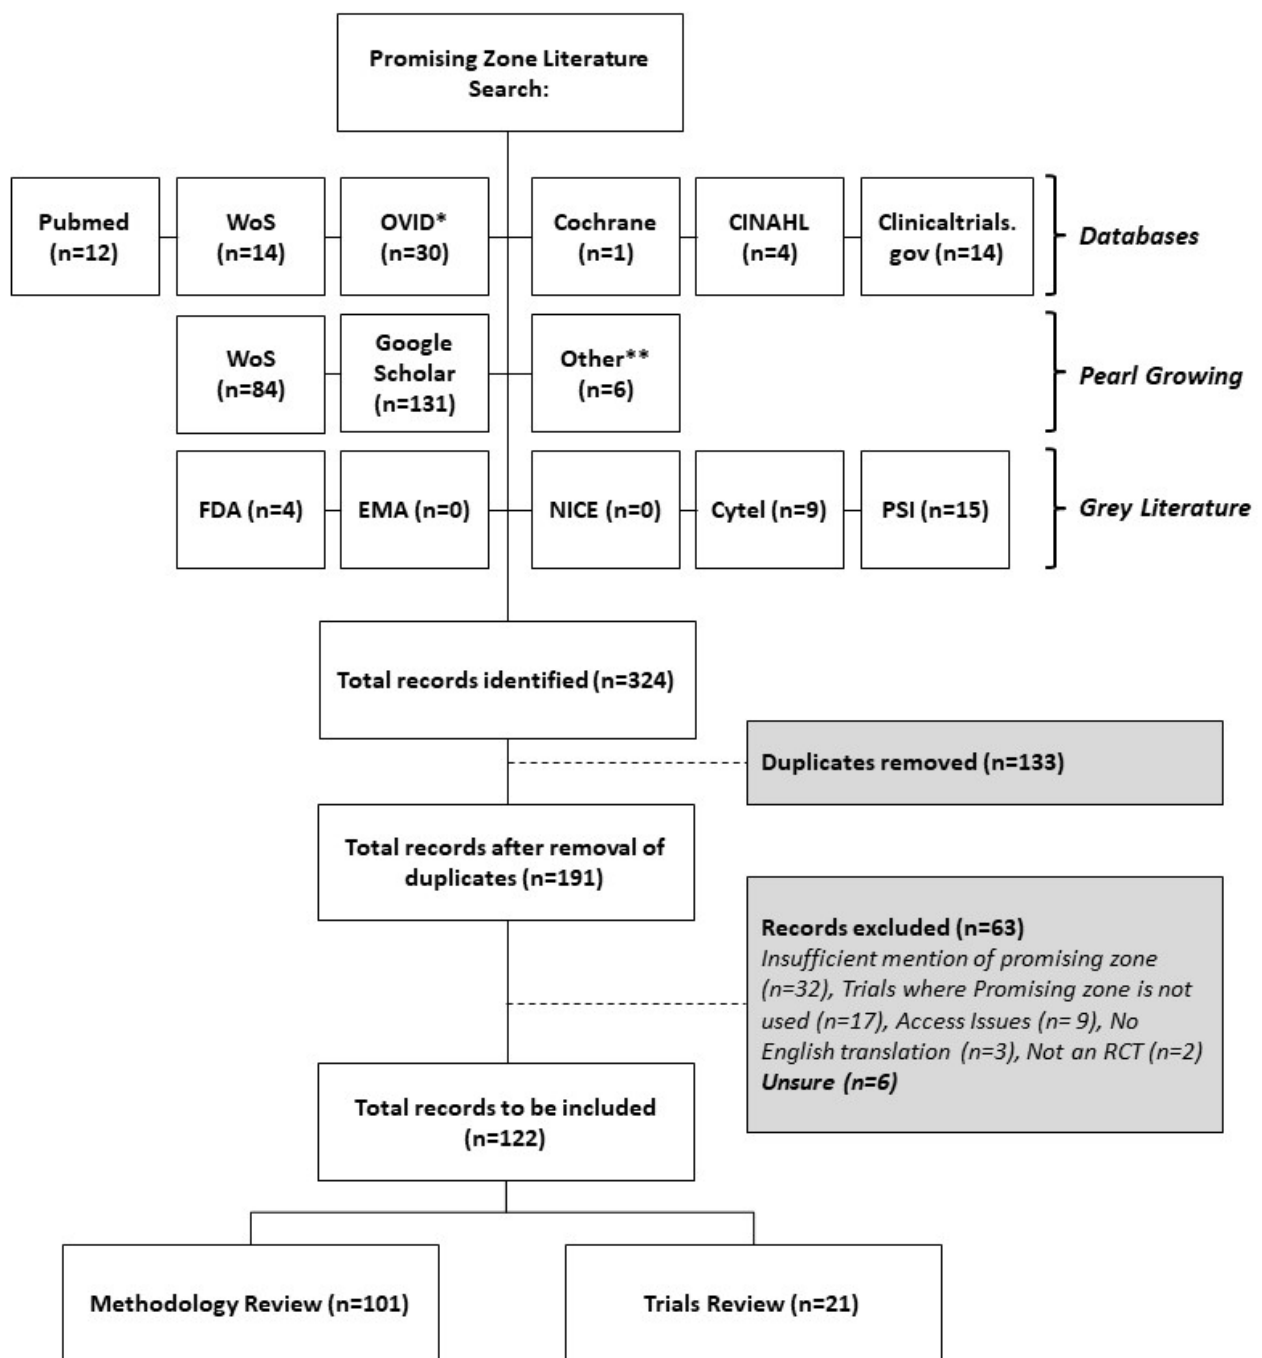 Promising Zone Literature
Search:
Pubmed
(n=12)
WoS
(n=14)
OVID*
(n=30)
Cochrane
(n=1)
CINAHL
(n=4)
Clinicaltrials.
gov (n=14)
Databases
WoS
(n=84)
Google
Scholar
(n=131)
Other**
(n=6)
Pearl Growing
FDA (n=4)
EMA (n=0)
NICE (n=0)
Cytel (n=9)
PSI (n=15)
Grey Literature
Total records identified (n=324)
Duplicates removed (n=133)
Total records after removal of
duplicates (n=191)
Records excluded (n=63)
Insufficient mention of promising zone
(n=32), Trials where Promising zone is not
used (n=17), Access Issues (n= 9), No
English translation (n=3), Not an RCT (n=2)
Unsure (n=6)
Total records to be included
(n=122)
Methodology Review (n=101)
Trials Review (n=21)